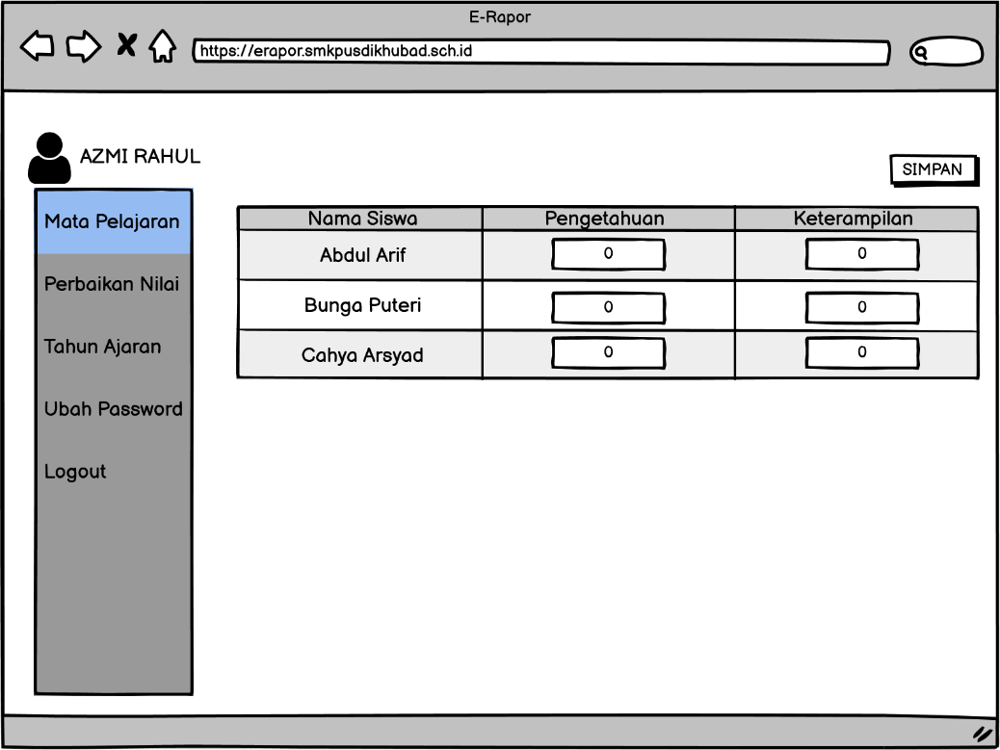 E-Rapor
https://erapor.smkpusdikhubad.sch.id
AZMI RAHUL
SIMPAN
Mata Pelajaran
Perbaikan Nilai
Tahun Ajaran
Ubah Password
Logout
Nama Siswa Pengetahuan Keterampilan
Abdul Arif 0 0
Bunga Puteri 0 0
Cahya Arsyad 0 0